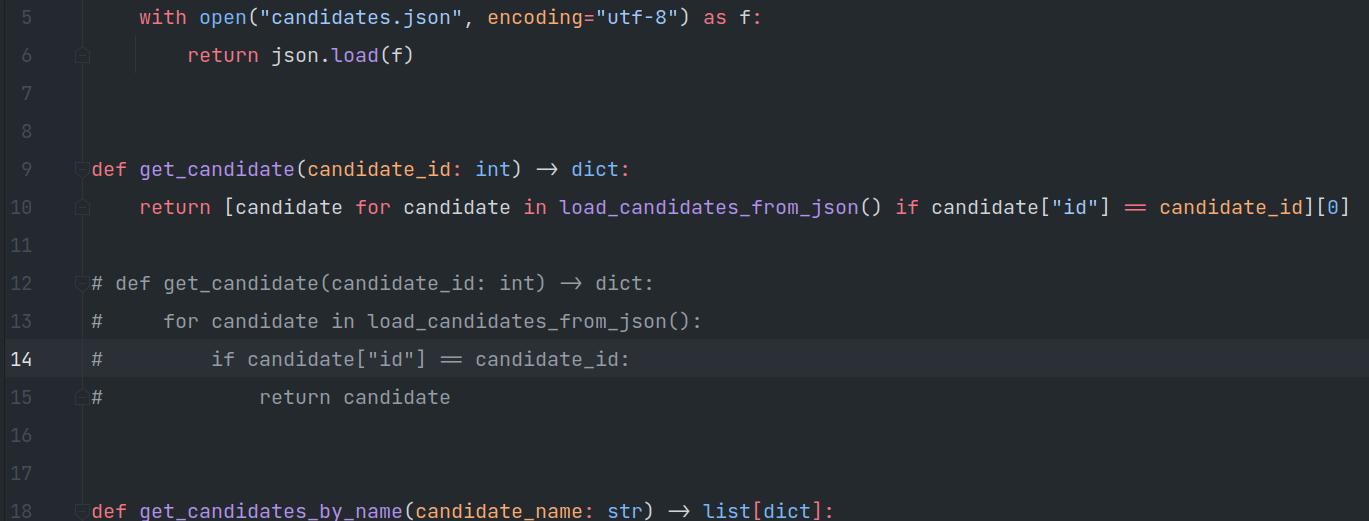 5 with open("candidates.json", encoding="utf-8") as f:
6 return json.load(f)
7
8
9 def get_candidate(candidate_id: int) -> dict:
10 return [candidate for candidate in load_candidates_from_json() if candidate["id"] == candidate_id][0]
11
12 # def get_candidate(candidate_id: int) -> dict:
13 #     for candidate in load_candidates_from_json():
14 #         if candidate["id"] == candidate_id:
15 #             return candidate
16
17
18 def get_candidates_by_name(candidate_name: str) -> list[dict]: